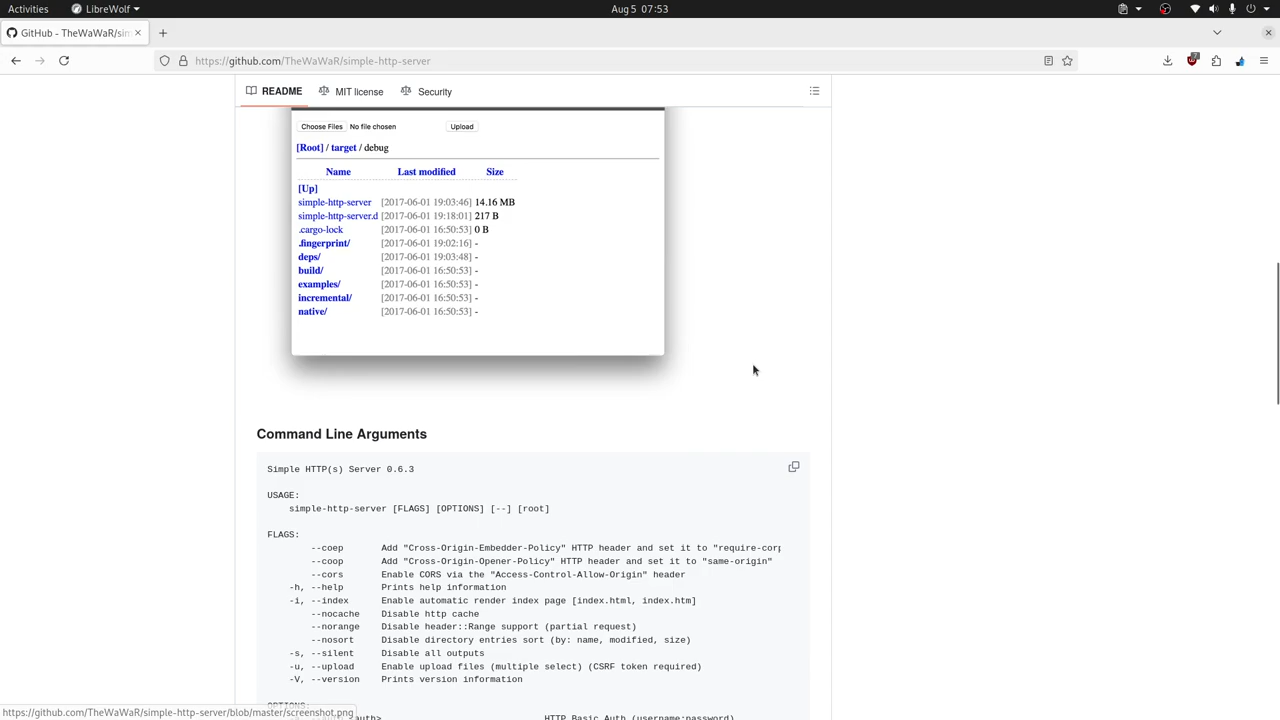 Activities
LibreWolf
Aug 5 07:53
GitHub - TheWaWaR/sim
https://github.com/TheWaWaR/simple-http-server
7
README
MIT license
Security
Choose Files No file chosen
Upload
[Root] / target / debug
Name Last modified Size
[Up]
simple-http-server [2017-06-01 19:03:46] 14.16 MB
simple-http-server.d [2017-06-01 19:18:01] 217 B
.cargo-lock [2017-06-01 16:50:53] 0 B
.fingerprint/ [2017-06-01 19:02:16] -
deps/ [2017-06-01 19:03:48] -
build/ [2017-06-01 16:50:53] -
examples/ [2017-06-01 16:50:53] -
incremental/ [2017-06-01 16:50:53] -
native/ [2017-06-01 16:50:53] -
Command Line Arguments
Simple HTTP(s) Server 0.6.3
USAGE:
simple-http-server [FLAGS] [OPTIONS] [--] [root]
FLAGS:
--coep Add "Cross-Origin-Embedder-Policy" HTTP header and set it to "require-corp
--coop Add "Cross-Origin-Opener-Policy" HTTP header and set it to "same-origin"
--cors Enable CORS via the "Access-Control-Allow-Origin" header
-h, --help Prints help information
-i, --index Enable automatic render index page [index.html, index.htm]
--nocache Disable http cache
--norange Disable header::Range support (partial request)
--nosort Disable directory entries sort (by: name, modified, size)
-s, --silent Disable all outputs
-u, --upload Enable upload files (multiple select) (CSRF token required)
-V, --version Prints version information
OPTIONS:
<auth> HTTP Basic Auth (username:password)
https://github.com/TheWaWaR/simple-http-server/blob/master/screenshot.png